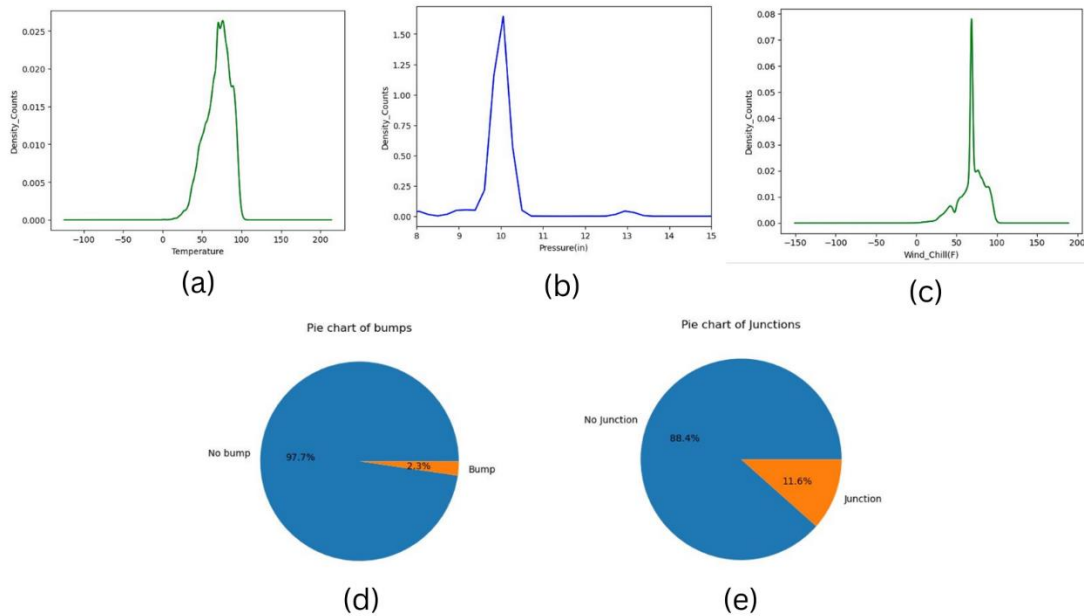 0.025
0.020
0.015
0.010
0.005
0.000
Density_Counts
-100 -50 0 50 100 150 200
Temperature
(a)
1.50
1.25
1.00
0.75
0.50
0.25
0.00
Density_Counts
8 9 10 11 12 13 14 15
Pressure(in)
(b)
0.08
0.07
0.06
0.05
0.04
0.03
0.02
0.01
0.00
Density_Counts
-150 -100 -50 0 50 100 150 200
Wind_Chill(F)
(c)
Pie chart of bumps
No bump
97.7%
2.3%
Bump
(d)
Pie chart of Junctions
No Junction
88.4%
11.6%
Junction
(e)